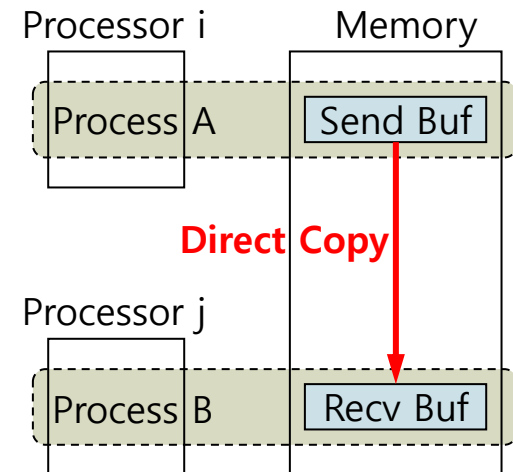 Processor i
Memory
Process A
Send Buf
Direct Copy
Processor j
Process B
Recv Buf